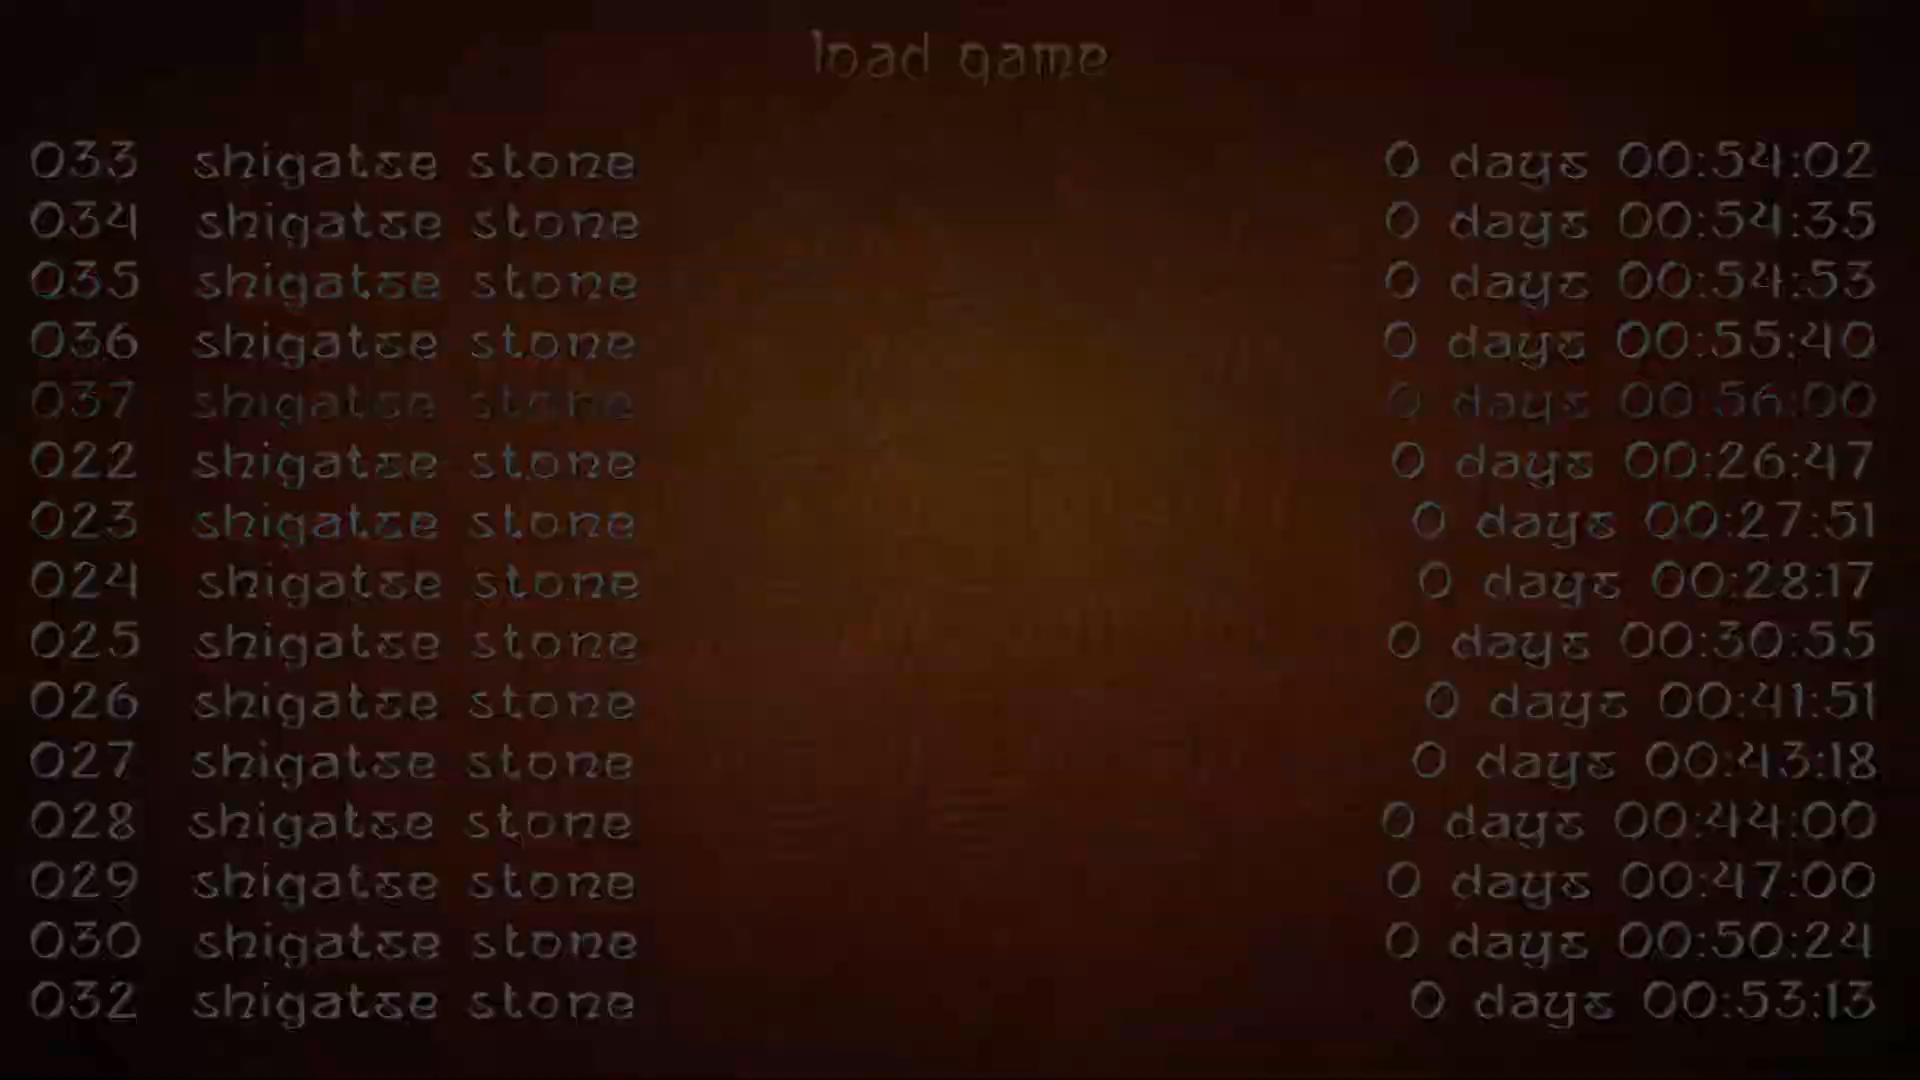 load game
033 shigatse stone 0 days 00:54:02
034 shigatse stone 0 days 00:54:35
035 shigatse stone 0 days 00:54:53
036 shigatse stone 0 days 00:55:40
037 shigatse stone 0 days 00:56:00
022 shigatse stone 0 days 00:26:47
023 shigatse stone 0 days 00:27:51
024 shigatse stone 0 days 00:28:17
025 shigatse stone 0 days 00:30:55
026 shigatse stone 0 days 00:41:51
027 shigatse stone 0 days 00:43:18
028 shigatse stone 0 days 00:44:00
029 shigatse stone 0 days 00:47:00
030 shigatse stone 0 days 00:50:24
032 shigatse stone 0 days 00:53:13